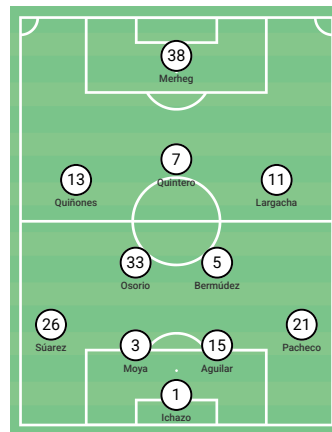 38
Merheg
7
Quintero
13
Quiñones
11
Largacha
33
Osorio
5
Bermúdez
26
Súarez
21
Pacheco
3
Moya
15
Aguilar
1
Ichazo